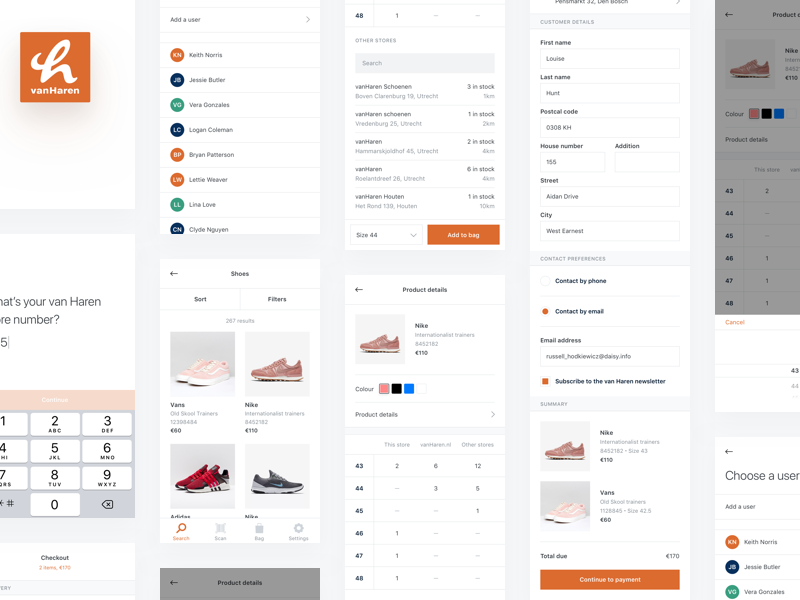 vanHaren
hat's your van Haren
ore number?
5
Continue
1
2
ABC
3
DEF
4
GHI
5
JKL
6
MNO
7
PQRS
8
TUV
9
WXYZ
+*#
0
Checkout
2 items, €170
VERY
Add a user
KN Keith Norris
JB Jessie Butler
VG Vera Gonzales
LC Logan Coleman
BP Bryan Patterson
LW Lettie Weaver
LL Lina Love
CN Clyde Nguyen
Shoes
Sort
Filters
267 results
Vans
Old Skool Trainers
12398484
€60
Nike
Internationalist trainers
8452182
€110
Adidas
Nike
Search
Scan
Bag
Settings
Product details
48 1 – –
OTHER STORES
Search
vanHaren Schoenen 3 in stock
Boven Clarenburg 19, Utrecht 1km
vanHaren schoenen 1 in stock
Vredenburg 25, Utrecht 2km
vanHaren 2 in stock
Hammarskjoldhof 45, Utrecht 4km
vanHaren 6 in stock
Roelantdreef 26, Utrecht 4km
vanHaren Houten 1 in stock
Het Rond 139, Houten 10km
Size 44
Add to bag
Product details
Nike
Internationalist trainers
8452182
€110
Colour
Product details
This store vanHaren.nl Other stores
43 2 6 12
44 – 3 5
45 – – 1
46 1 – –
47 1 – –
48 1 – –
Pensmarkt 32, Den Bosch
CUSTOMER DETAILS
First name
Louise
Last name
Hunt
Postcal code
0308 KH
House number
Addition
155
Street
Aidan Drive
City
West Earnest
CONTACT PREFERENCES
Contact by phone
Contact by email
Email address
russell_hodkiewicz@daisy.info
Subscribe to the van Haren newsletter
SUMMARY
Nike
Internationalist trainers
8452182 • Size 43
€110
Vans
Old Skool trainers
1128845 • Size 42.5
€60
Total due €170
Continue to payment
Product d
Nike
Inter
8452
€110
Colour
Product details
This store va
43 2
44 –
45 –
46 1
47 1
48 1
Cancel
43
44
Choose a user
Add a user
KN Keith Norris
JB Jessie Butler
VG Vera Gonzales